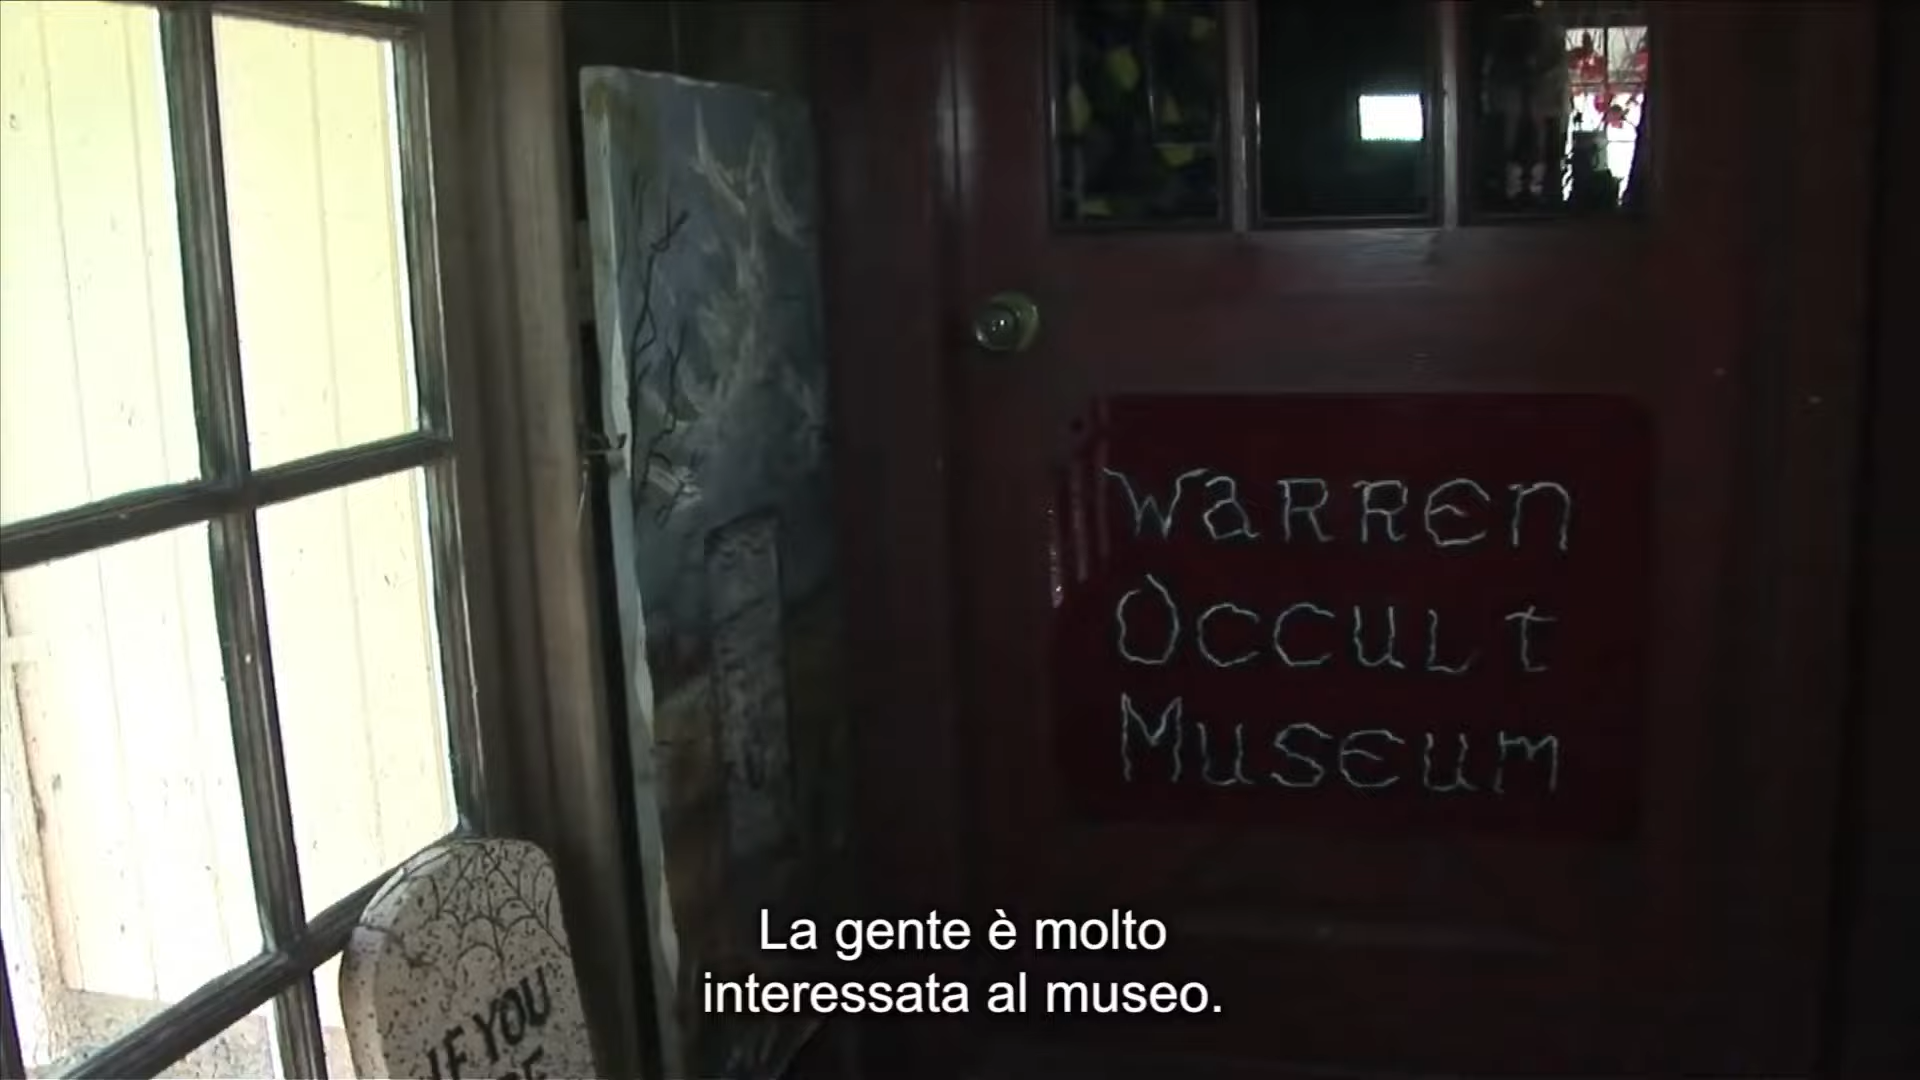 Warren
Occult
Museum
IF YOU
La gente è molto
interessata al museo.